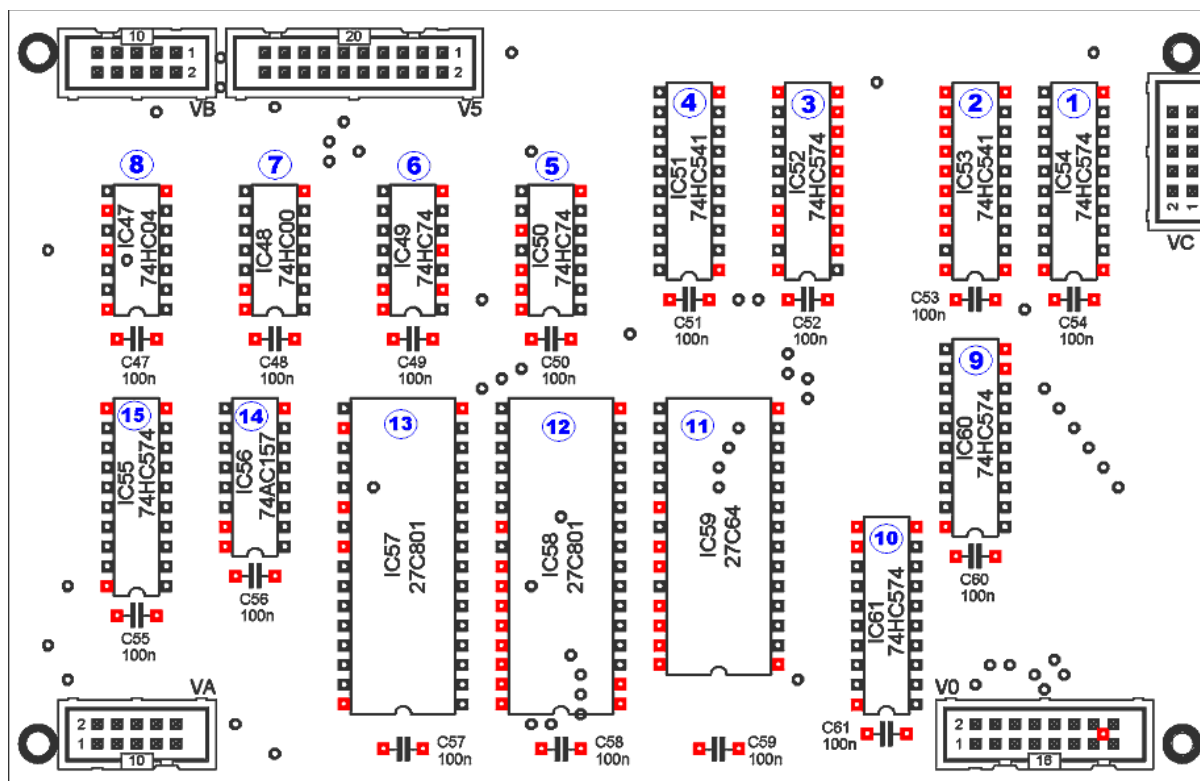 10
1
2
VB
20
1
2
V5
2
1
VC
4
IC51
74HC541
3
IC52
74HC574
2
IC53
74HC541
1
IC54
74HC574
8
IC47
74HC04
7
IC48
74HC00
6
IC49
74HC74
5
IC50
74HC74
C51
100n
C52
100n
C53
100n
C54
100n
C47
100n
C48
100n
C49
100n
C50
100n
9
IC60
74HC574
15
IC55
74HC574
14
IC56
74AC157
13
IC57
27C801
12
IC58
27C801
11
IC59
27C64
10
IC61
74HC574
C60
100n
C56
100n
C55
100n
VA
2
1
10
C57
100n
C58
100n
C59
100n
C61
100n
V0
2
1
16